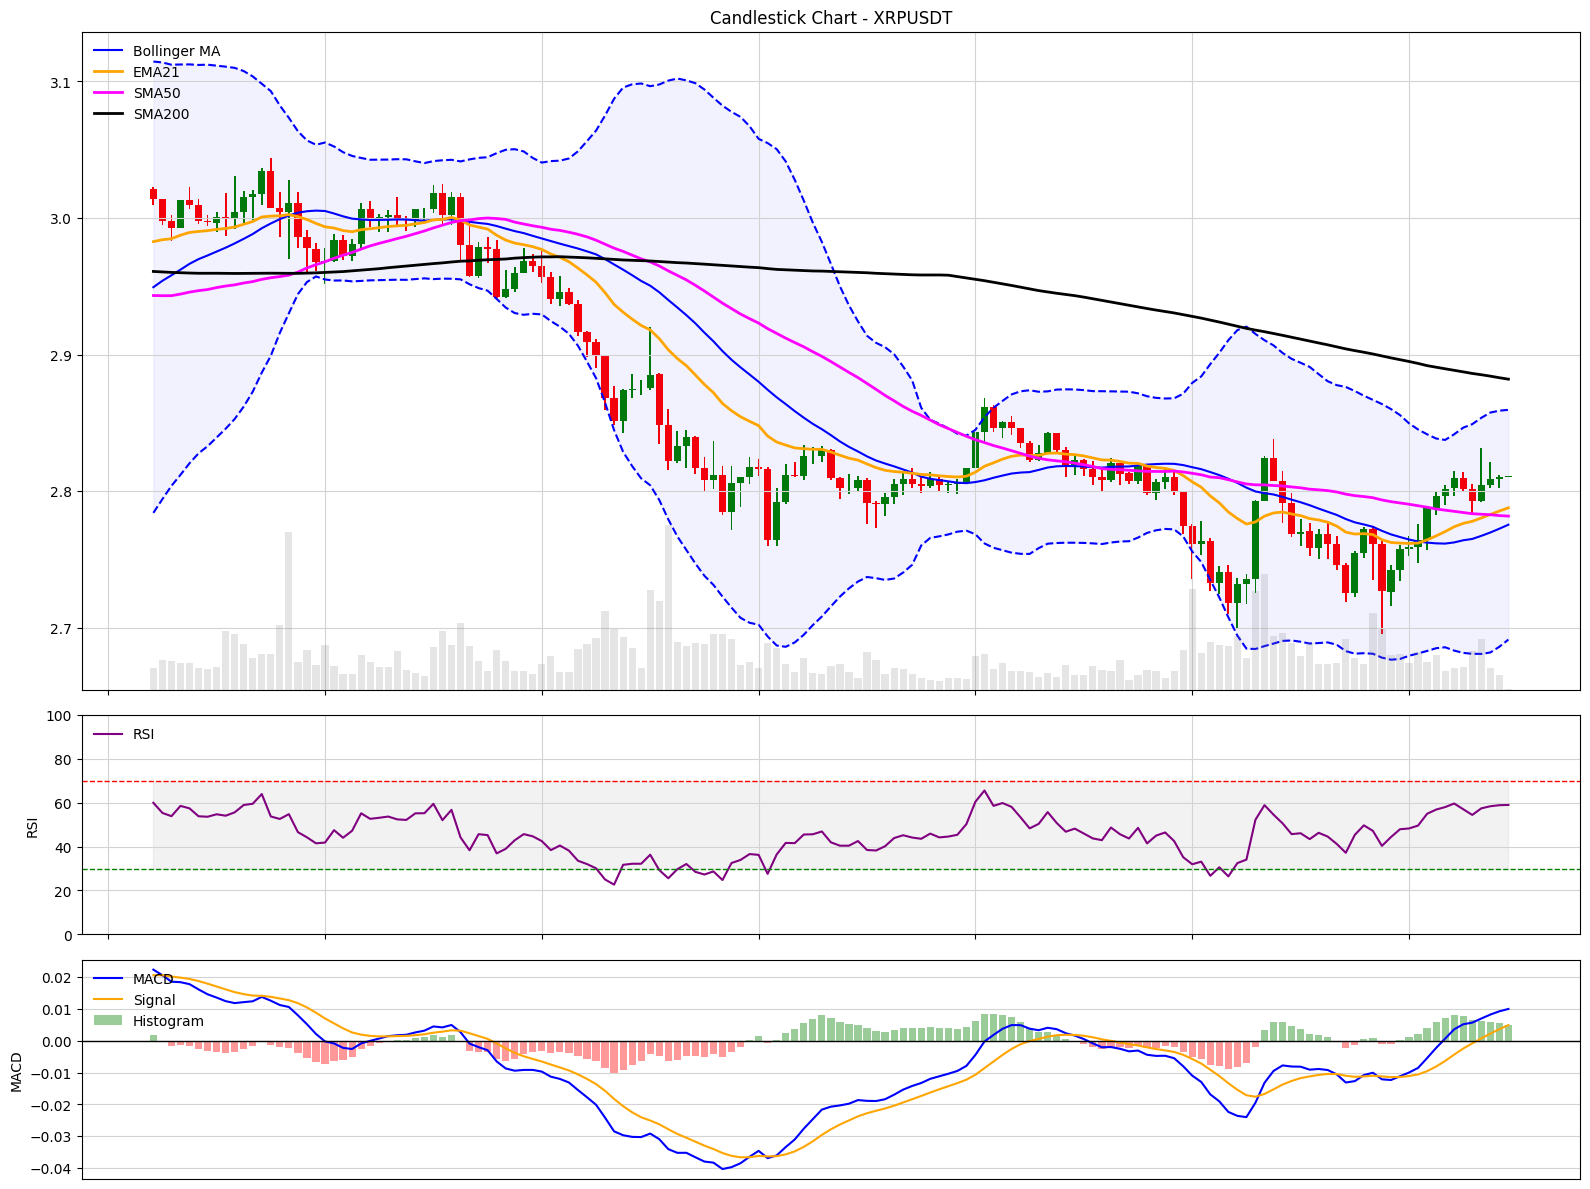 Candlestick Chart - XRPUSDT
Bollinger MA
EMA21
SMA50
SMA200
3.1
3.0
2.9
2.8
2.7
RSI
100
80
60
40
20
0
RSI
MACD
Signal
Histogram
0.02
0.01
0.00
−0.01
−0.02
−0.03
−0.04
MACD